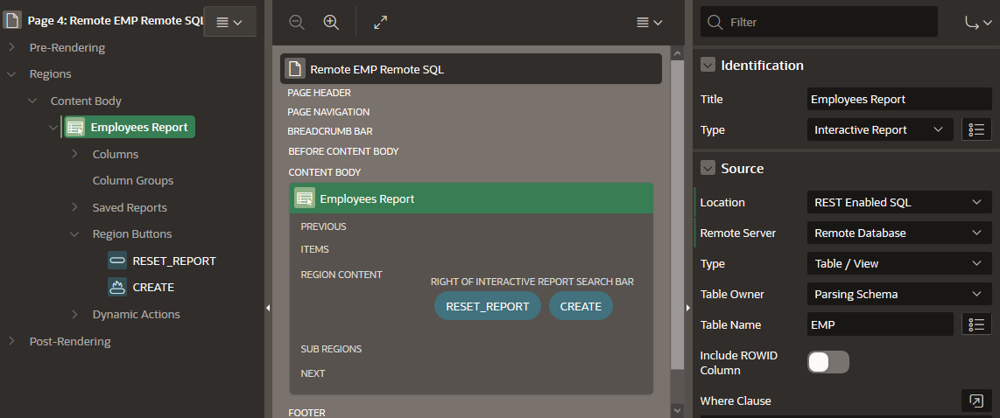 Page 4: Remote EMP Remote SQL
Pre-Rendering
Regions
Content Body
Employees Report
Columns
Column Groups
Saved Reports
Region Buttons
RESET_REPORT
CREATE
Dynamic Actions
Post-Rendering
Remote EMP Remote SQL
PAGE HEADER
PAGE NAVIGATION
BREADCRUMB BAR
BEFORE CONTENT BODY
CONTENT BODY
Employees Report
PREVIOUS
ITEMS
REGION CONTENT
RIGHT OF INTERACTIVE REPORT SEARCH BAR
RESET_REPORT CREATE
SUB REGIONS
NEXT
FOOTER
Filter
Identification
Title Employees Report
Type Interactive Report
Source
Location REST Enabled SQL
Remote Server Remote Database
Type Table / View
Table Owner Parsing Schema
Table Name EMP
Include ROWID
Column
Where Clause